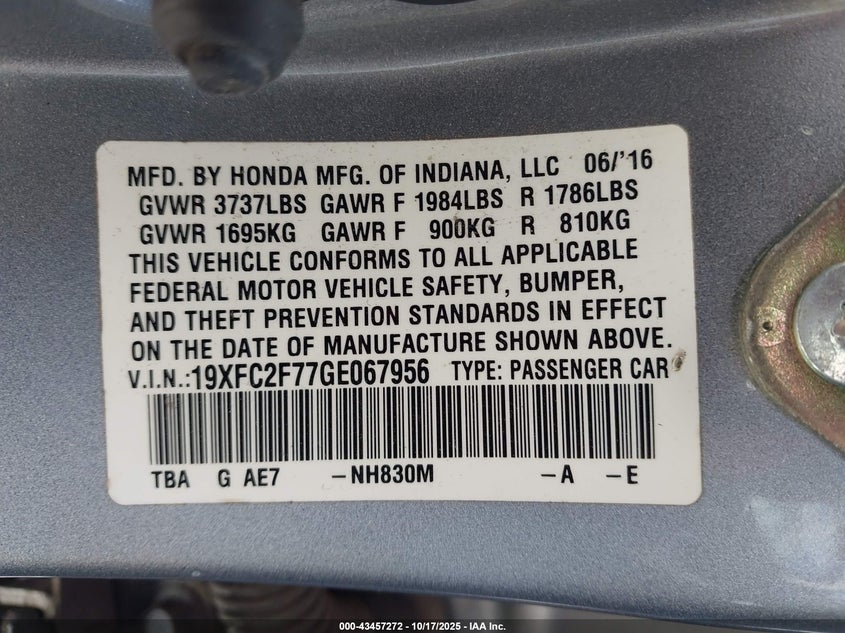 MFD. BY HONDA MFG. OF INDIANA, LLC 06/'16
GVWR 3737LBS GAWR F 1984LBS R 1786LBS
GVWR 1695KG GAWR F 900KG R 810KG
THIS VEHICLE CONFORMS TO ALL APPLICABLE
FEDERAL MOTOR VEHICLE SAFETY, BUMPER,
AND THEFT PREVENTION STANDARDS IN EFFECT
ON THE DATE OF MANUFACTURE SHOWN ABOVE.
V.I.N.:19XFC2F77GE067956 TYPE: PASSENGER CAR
TBA G AE7 -NH830M -A -E
000-43457272 - 10/17/2025 - IAA Inc.